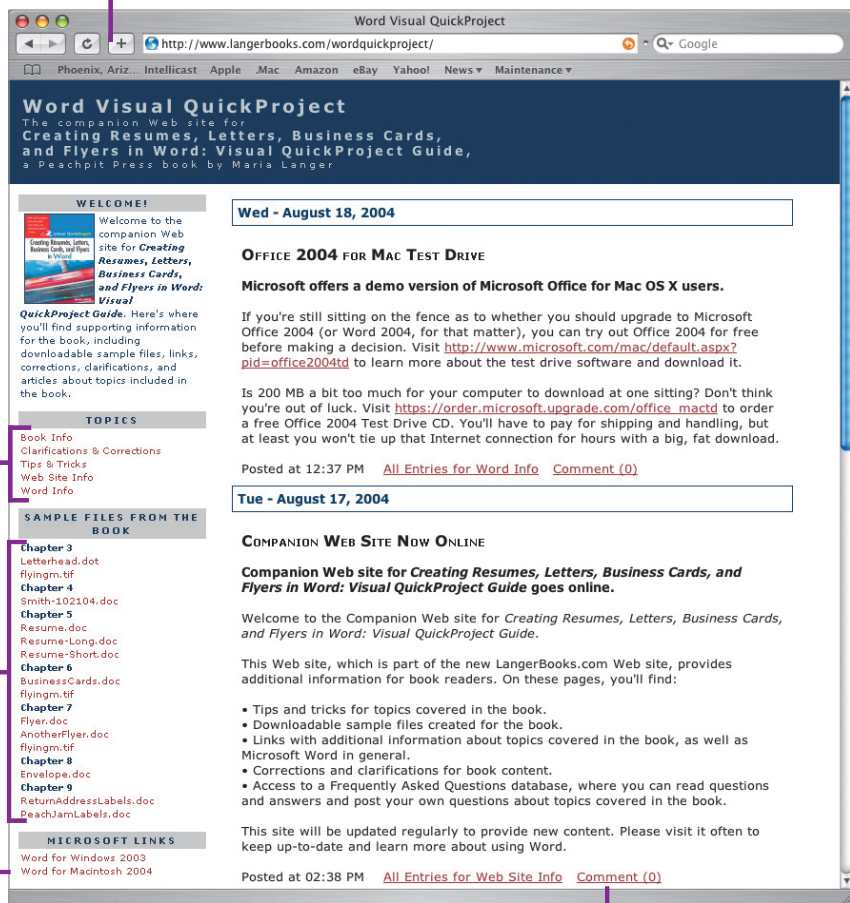 Word Visual QuickProject
http://www.langerbooks.com/wordquickproject/
Google
Phoenix, Ariz... Intellicast Apple .Mac Amazon eBay Yahoo! News Maintenance
Word Visual QuickProject
The companion Web site for
Creating Resumes, Letters, Business Cards,
and Flyers in Word: Visual QuickProject Guide,
a Peachpit Press book by Maria Langer
WELCOME!
Creating Résumés, Letters,
Business Cards, and Flyers
in Word
Welcome to the
companion Web
site for Creating
Resumes, Letters,
Business Cards,
and Flyers in Word:
Visual
QuickProject Guide. Here's where
you'll find supporting information
for the book, including
downloadable sample files, links,
corrections, clarifications, and
articles about topics included in
the book.
TOPICS
Book Info
Clarifications & Corrections
Tips & Tricks
Web Site Info
Word Info
SAMPLE FILES FROM THE
BOOK
Chapter 3
Letterhead.dot
flyingm.tif
Chapter 4
Smith-102104.doc
Chapter 5
Resume.doc
Resume-Long.doc
Resume-Short.doc
Chapter 6
BusinessCards.doc
flyingm.tif
Chapter 7
Flyer.doc
AnotherFlyer.doc
flyingm.tif
Chapter 8
Envelope.doc
Chapter 9
ReturnAddressLabels.doc
PeachJamLabels.doc
MICROSOFT LINKS
Word for Windows 2003
Word for Macintosh 2004
Wed - August 18, 2004
Office 2004 for Mac Test Drive
Microsoft offers a demo version of Microsoft Office for Mac OS X users.
If you're still sitting on the fence as to whether you should upgrade to Microsoft
Office 2004 (or Word 2004, for that matter), you can try out Office 2004 for free
before making a decision. Visit http://www.microsoft.com/mac/default.aspx?
pid=office2004td to learn more about the test drive software and download it.
Is 200 MB a bit too much for your computer to download at one sitting? Don't think
you're out of luck. Visit https://order.microsoft.upgrade.com/office_mactd to order
a free Office 2004 Test Drive CD. You'll have to pay for shipping and handling, but
at least you won't tie up that Internet connection for hours with a big, fat download.
Posted at 12:37 PM All Entries for Word Info Comment (0)
Tue - August 17, 2004
Companion Web Site Now Online
Companion Web site for Creating Resumes, Letters, Business Cards, and
Flyers in Word: Visual QuickProject Guide goes online.
Welcome to the Companion Web site for Creating Resumes, Letters, Business Cards,
and Flyers in Word: Visual QuickProject Guide.
This Web site, which is part of the new LangerBooks.com Web site, provides
additional information for book readers. On these pages, you'll find:
• Tips and tricks for topics covered in the book.
• Downloadable sample files created for the book.
• Links with additional information about topics covered in the book, as well as
Microsoft Word in general.
• Corrections and clarifications for book content.
• Access to a Frequently Asked Questions database, where you can read questions
and answers and post your own questions about topics covered in the book.
This site will be updated regularly to provide new content. Please visit it often to
keep up-to-date and learn more about using Word.
Posted at 02:38 PM All Entries for Web Site Info Comment (0)